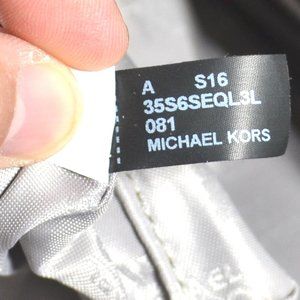 A S16
35S6SEQL3L
081
MICHAEL KORS